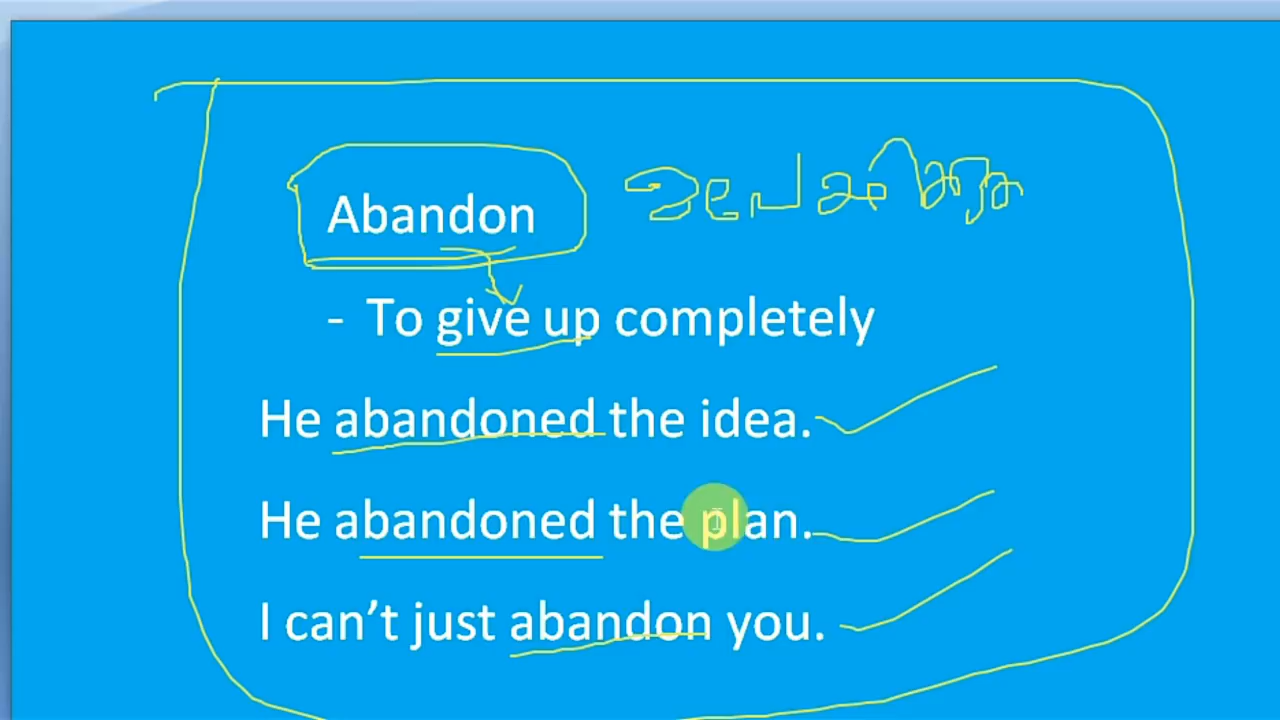 Abandon
- To give up completely
He abandoned the idea.
He abandoned the plan.
I can't just abandon you.